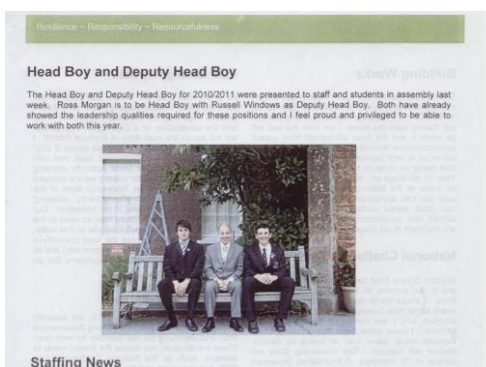 Resilience ~ Responsibility ~ Resourcefulness
Head Boy and Deputy Head Boy
The Head Boy and Deputy Head Boy for 2010/2011 were presented to staff and students in assembly last
week. Ross Morgan is to be Head Boy with Russell Windows as Deputy Head Boy. Both have already
showed the leadership qualities required for these positions and I feel proud and privileged to be able to
work with both this year.
Staffing News